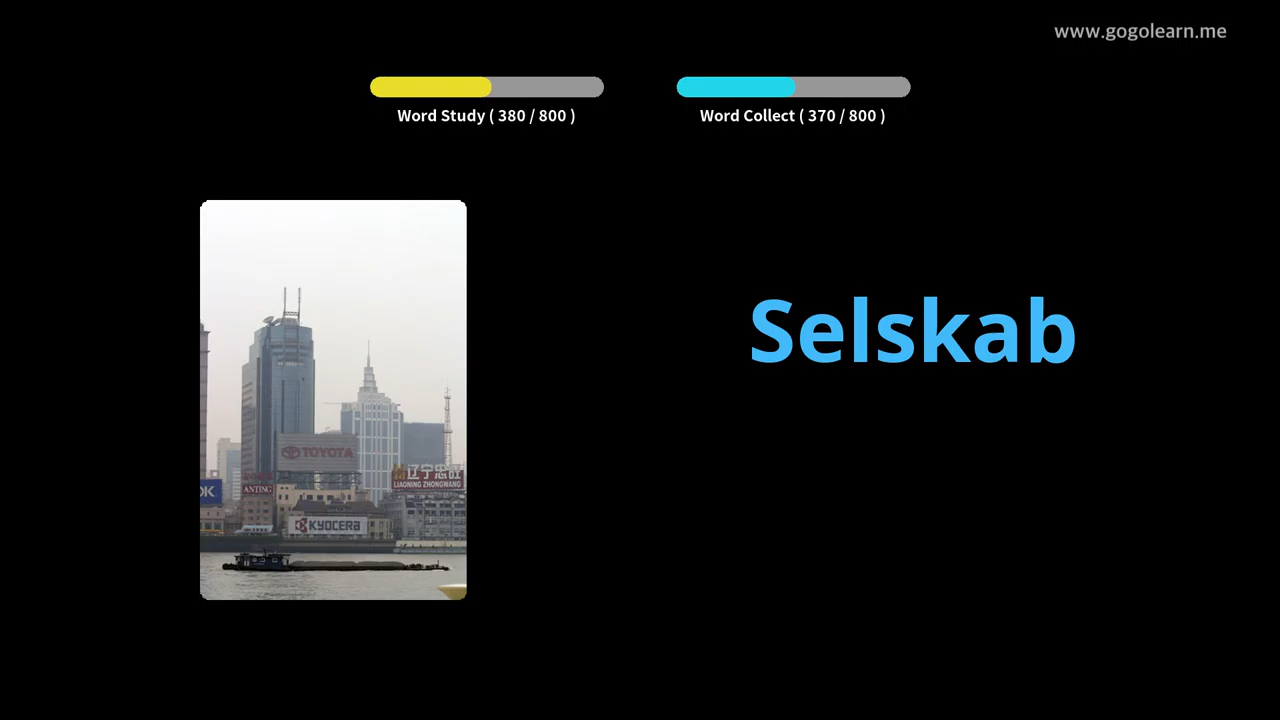 www.gogolearn.me
Word Study ( 380 / 800 )
Word Collect ( 370 / 800 )
Selskab
TOYOTA
辽宁忠旺
LIAONING ZHONGWANG
OK
ANTING
KYOCERA